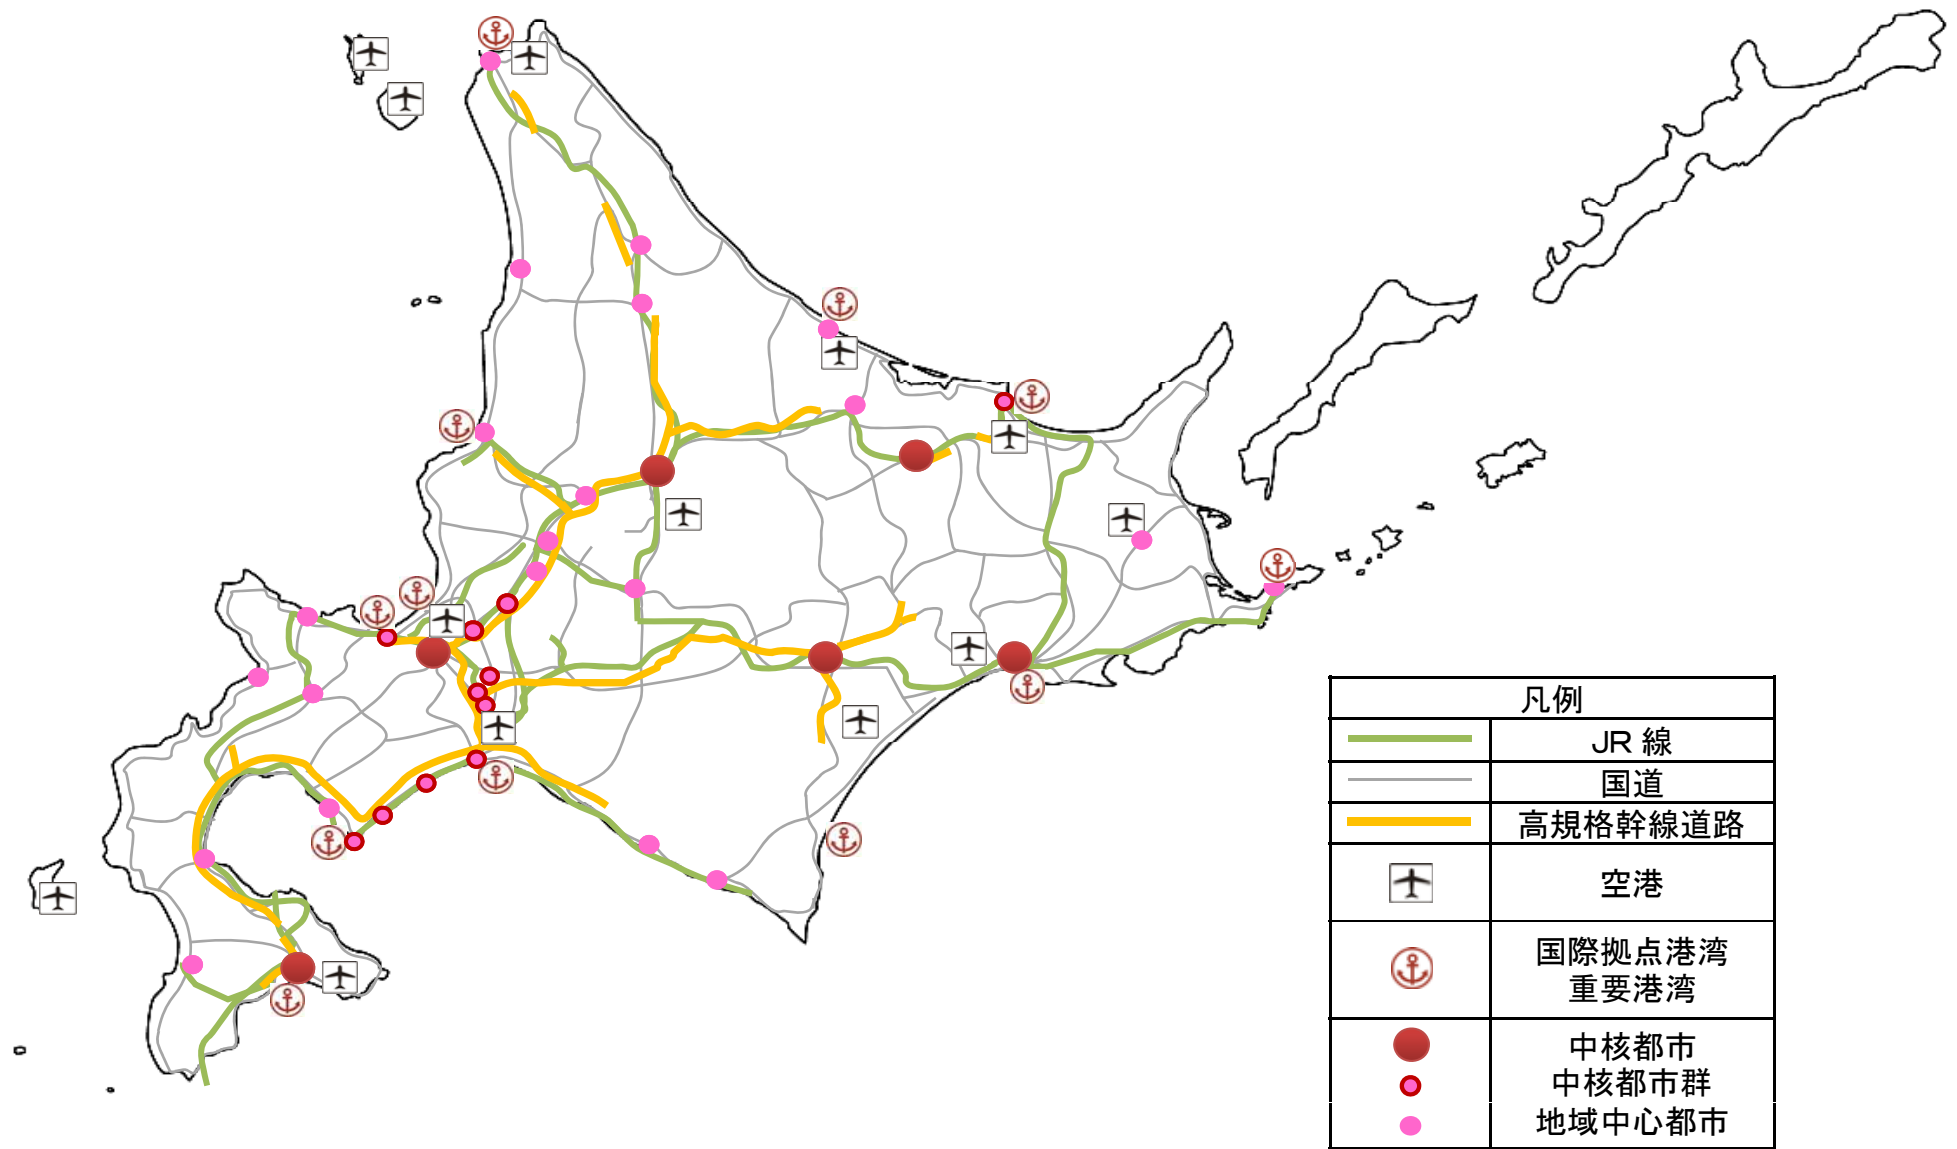 凡例
JR 線
国道
高規格幹線道路
空港
国際拠点港湾
重要港湾
中核都市
中核都市群
地域中心都市